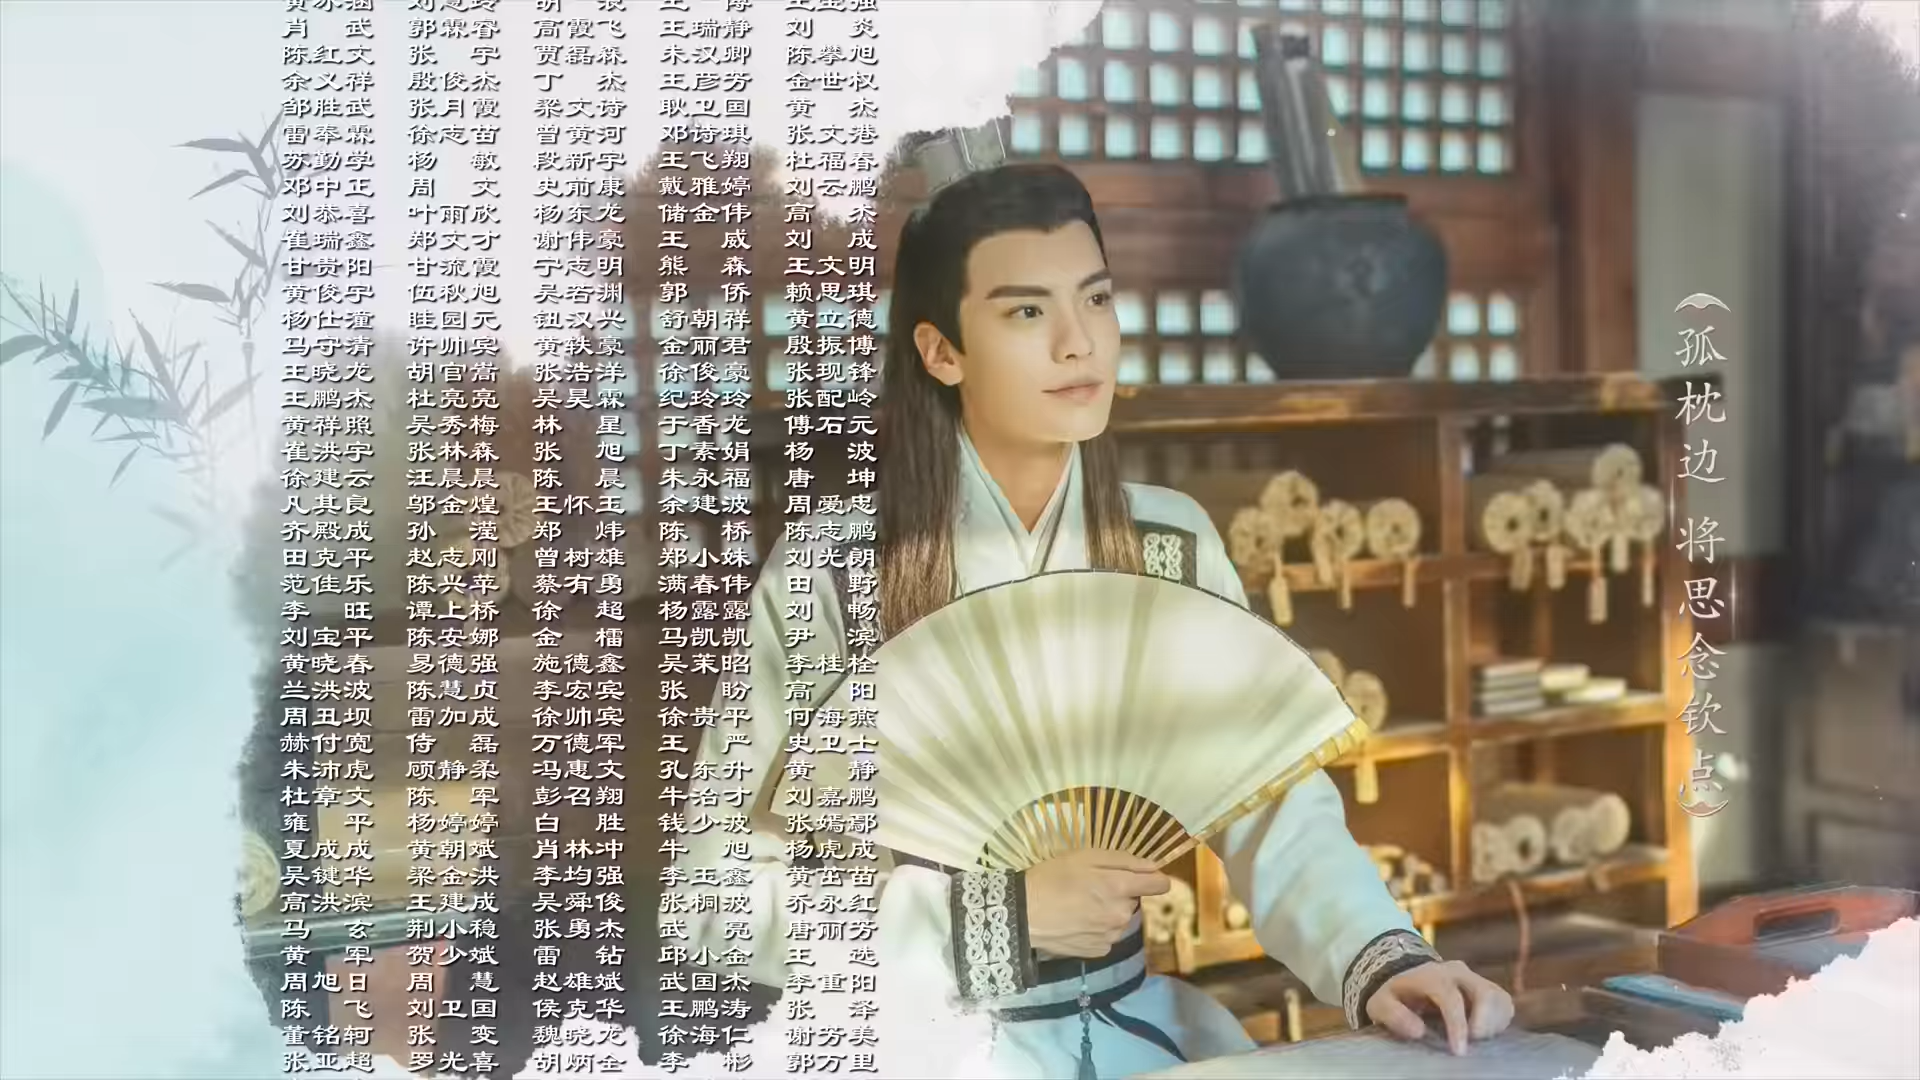 肖武 郭霖睿 高霞飞 王瑞静 刘炎
陈红文 张宇 贾磊森 朱汉卿 陈攀旭
余义祥 殷俊杰 丁杰 王彦芳 金世权
邹胜武 张月霞 梁文诗 耿卫国 黄杰
雷奉霖 徐志苗 曾黄河 邓诗琪 张文港
苏勤学 杨敏 段新宇 王飞翔 杜福春
邓中正 周文 史前康 戴雅婷 刘云鹏
刘恭喜 叶雨欣 杨东龙 储金伟 高杰
崔瑞鑫 郑文才 谢伟豪 王威 刘成
甘贵阳 甘流霞 宁志明 熊森 王文明
黄俊宇 伍秋旭 吴若渊 郭侨 赖思琪
杨仕潼 眭园元 钮汉兴 舒朝祥 黄立德
马守清 许帅宾 黄轶豪 金丽君 殷振博
王晓龙 胡官嵩 张浩洋 徐俊豪 张现锋
王鹏杰 杜亮亮 吴昊霖 纪玲玲 张配岭
黄祥照 吴秀梅 林星 于香龙 傅石元
崔洪宇 张林森 张旭 丁素娟 杨波
徐建云 汪晨晨 陈晨 朱永福 唐坤
凡其良 邬金煌 王怀玉 余建波 周爱忠
齐殿成 孙滢 郑炜 陈桥 陈志鹏
田克平 赵志刚 曾树雄 郑小妹 刘光朗
范佳乐 陈兴苹 蔡有勇 满春伟 田野
李旺 谭上桥 徐超 杨露露 刘畅
刘宝平 陈安娜 金檑 马凯凯 尹滨
黄晓春 易德强 施德鑫 吴茉昭 李桂栓
兰洪波 陈慧贞 李宏宾 张盼 高阳
周丑坝 雷加成 徐帅宾 徐贵平 何海燕
赫付宽 侍磊 万德军 王严 史卫士
朱沛虎 顾静柔 冯惠文 孔东升 黄静
杜章文 陈军 彭召翔 牛治才 刘嘉鹏
雍平 杨婷婷 白胜 钱少波 张嫣鄢
夏成成 黄朝斌 肖林冲 牛旭 杨虎成
吴键华 梁金洪 李均强 李玉鑫 黄茁苗
高洪滨 王建成 吴舜俊 张桐波 乔永红
马玄 荆小稳 张勇杰 武亮 唐丽芳
黄军 贺少斌 雷钻 邱小金 王选
周旭日 周慧 赵雄斌 武国杰 李重阳
陈飞 刘卫国 侯克华 王鹏涛 张泽
董铭轲 张变 魏晓龙 徐海仁 谢芳美
张亚超 罗光喜 胡炳全 李彬 郭万里
（孤枕边 将思念钦点）